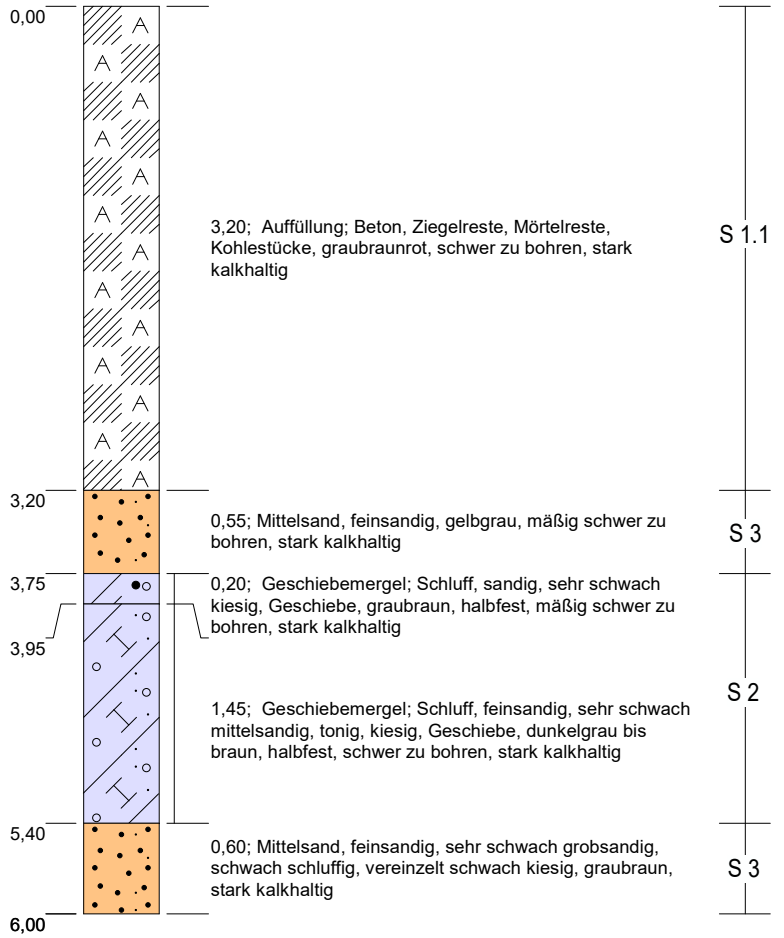 0,00
3,20; Auffüllung; Beton, Ziegelreste, Mörtelreste,
Kohlestücke, graubraunrot, schwer zu bohren, stark
kalkhaltig
S 1.1
A
A
A
A
A
A
A
A
A
A
A
A
A
3,20
0,55; Mittelsand, feinsandig, gelbgrau, mäßig schwer zu
bohren, stark kalkhaltig
S 3
3,75
0,20; Geschiebemergel; Schluff, sandig, sehr schwach
kiesig, Geschiebe, graubraun, halbfest, mäßig schwer zu
bohren, stark kalkhaltig
3,95
S 2
1,45; Geschiebemergel; Schluff, feinsandig, sehr schwach
mittelsandig, tonig, kiesig, Geschiebe, dunkelgrau bis
braun, halbfest, schwer zu bohren, stark kalkhaltig
5,40
0,60; Mittelsand, feinsandig, sehr schwach grobsandig,
schwach schluffig, vereinzelt schwach kiesig, graubraun,
stark kalkhaltig
S 3
6,00